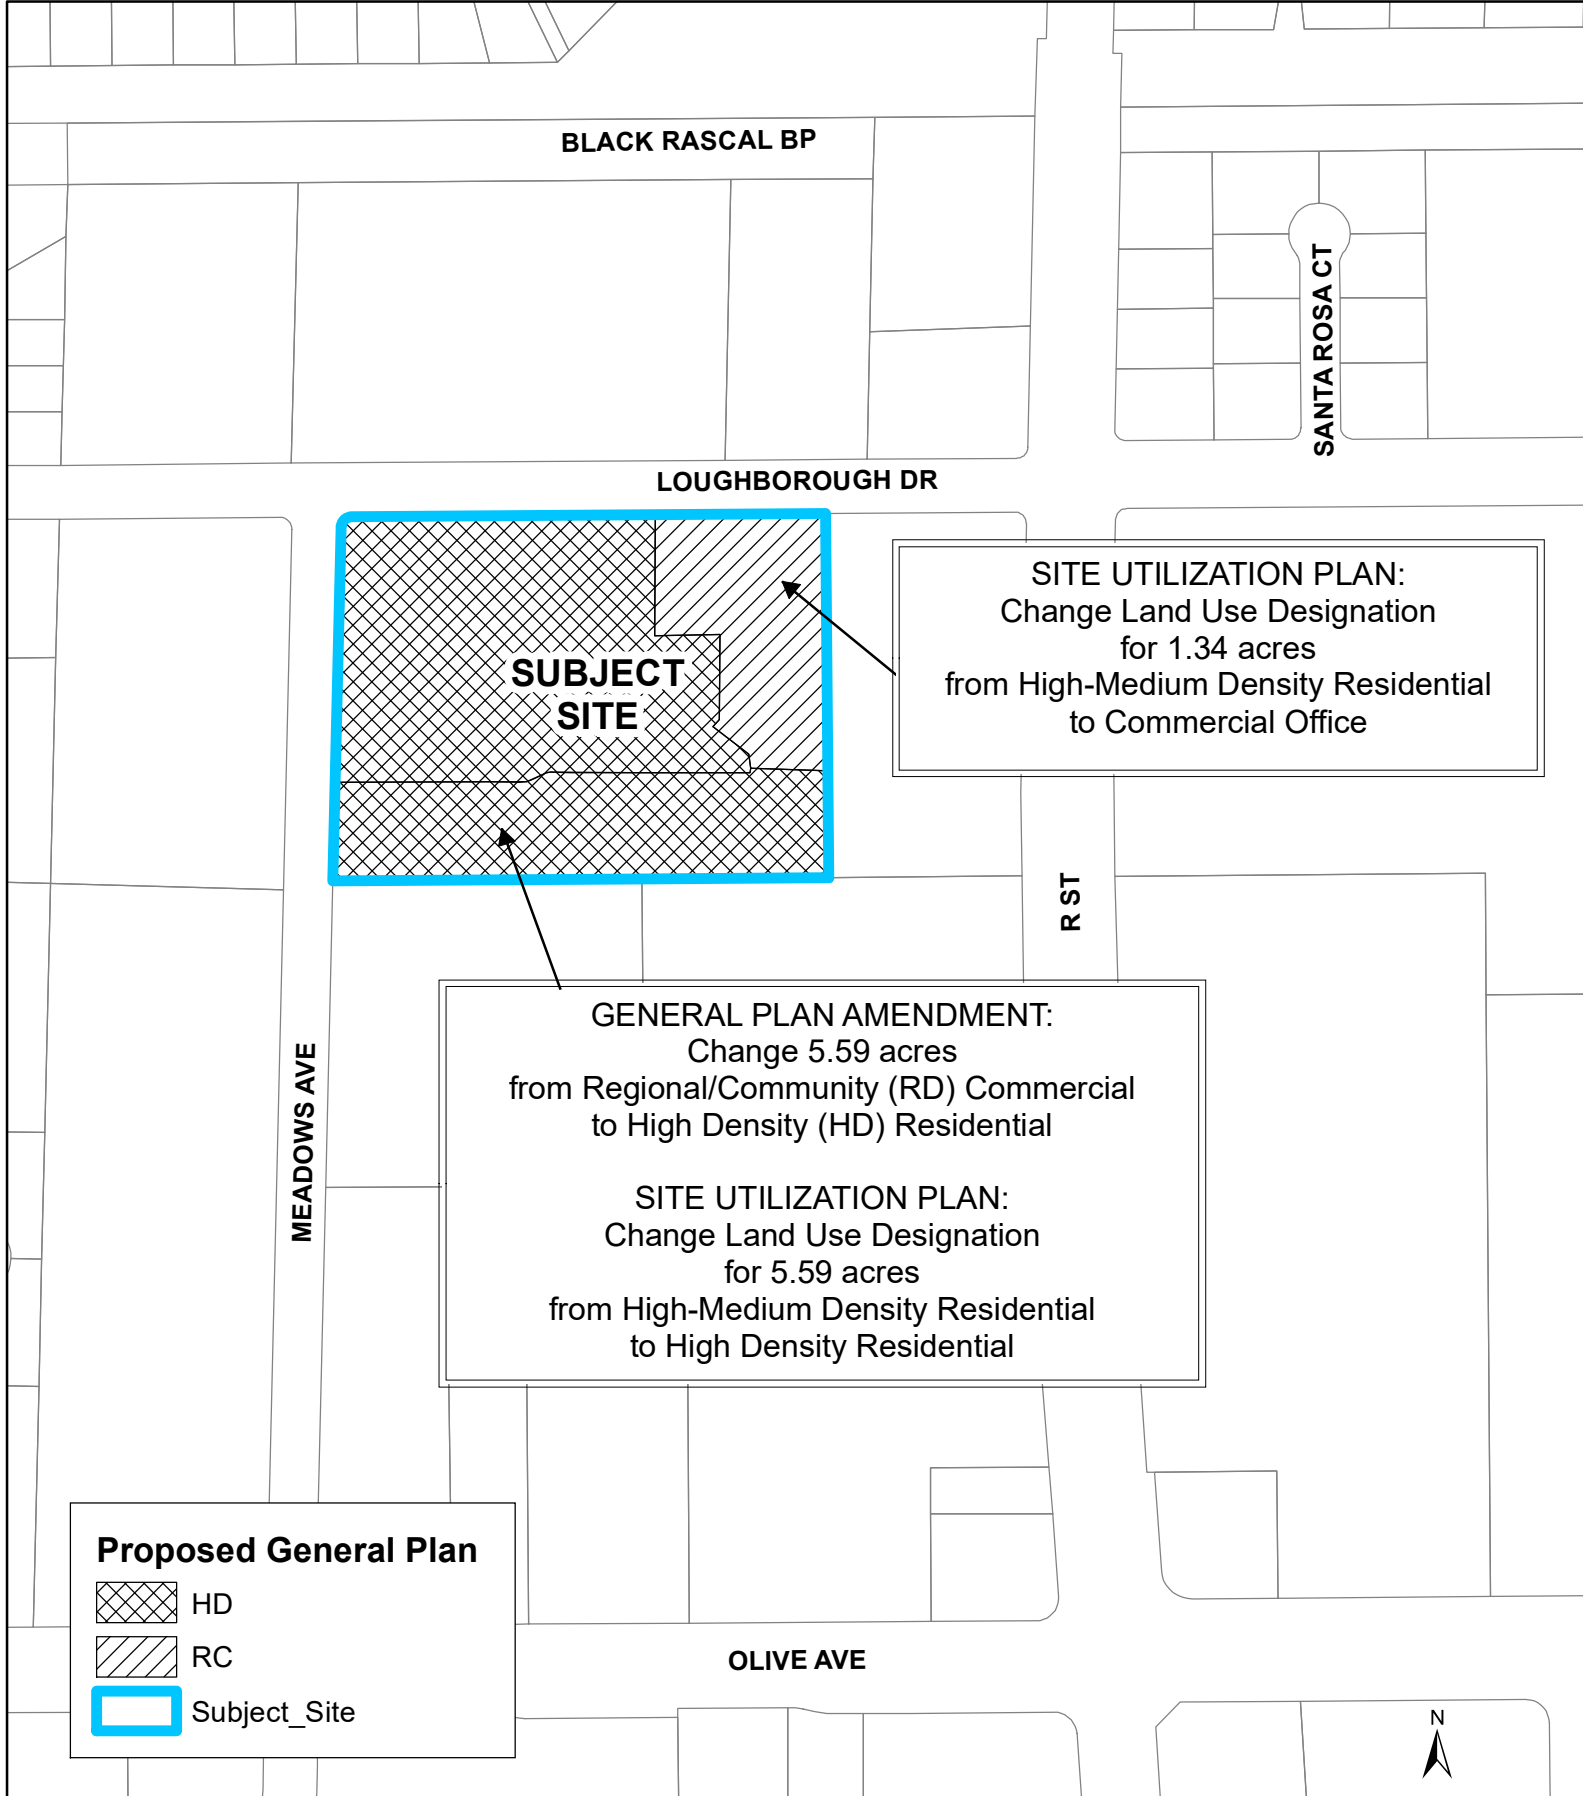 BLACK RASCAL BP
SANTA ROSA CT
LOUGHBOROUGH DR
SITE UTILIZATION PLAN:
Change Land Use Designation
for 1.34 acres
from High-Medium Density Residential
to Commercial Office
SUBJECT
SITE
R ST
GENERAL PLAN AMENDMENT:
Change 5.59 acres
from Regional/Community (RD) Commercial
to High Density (HD) Residential
SITE UTILIZATION PLAN:
Change Land Use Designation
for 5.59 acres
from High-Medium Density Residential
to High Density Residential
MEADOWS AVE
Proposed General Plan
HD
RC
Subject_Site
OLIVE AVE
N